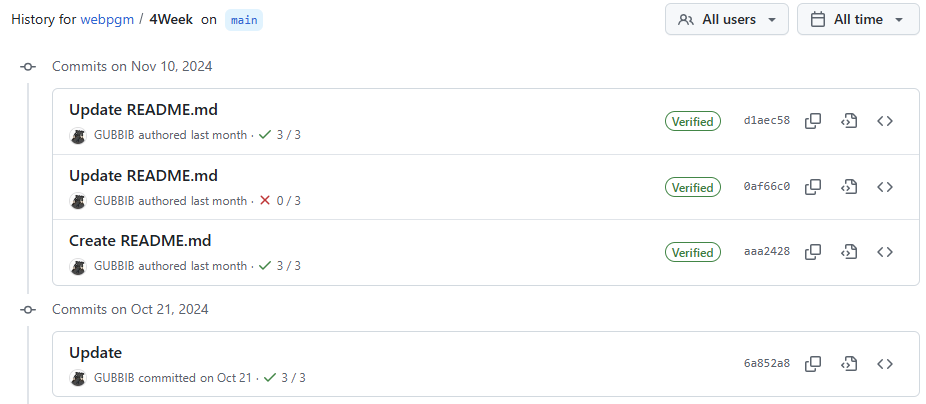 History for webpgm / 4Week on main
All users
All time
Commits on Nov 10, 2024
Update README.md
Verified
d1aec58
GUBBIB authored last month · 3 / 3
Update README.md
Verified
0af66c0
GUBBIB authored last month · 0 / 3
Create README.md
Verified
aaa2428
GUBBIB authored last month · 3 / 3
Commits on Oct 21, 2024
Update
6a852a8
GUBBIB committed on Oct 21 · 3 / 3